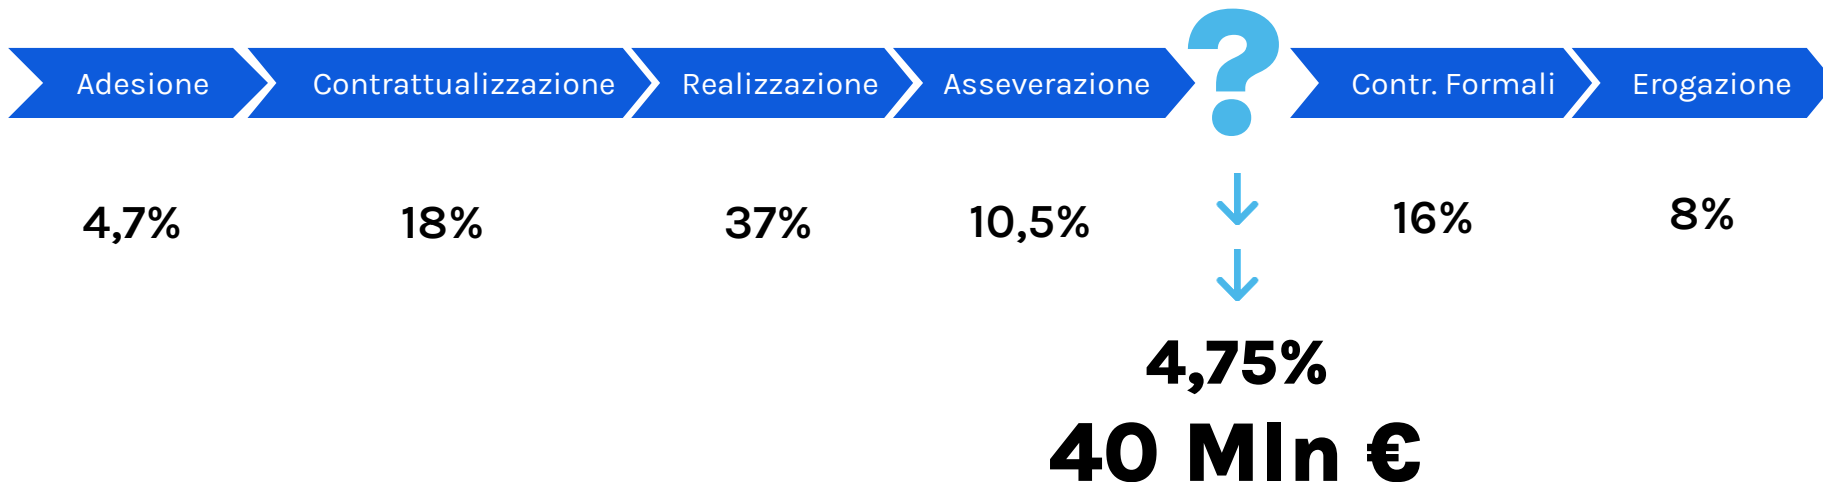 Adesione Contrattualizzazione Realizzazione Asseverazione ? Contr. Formali Erogazione
4,7% 18% 37% 10,5% 16% 8%
4,75%
40 Mln €